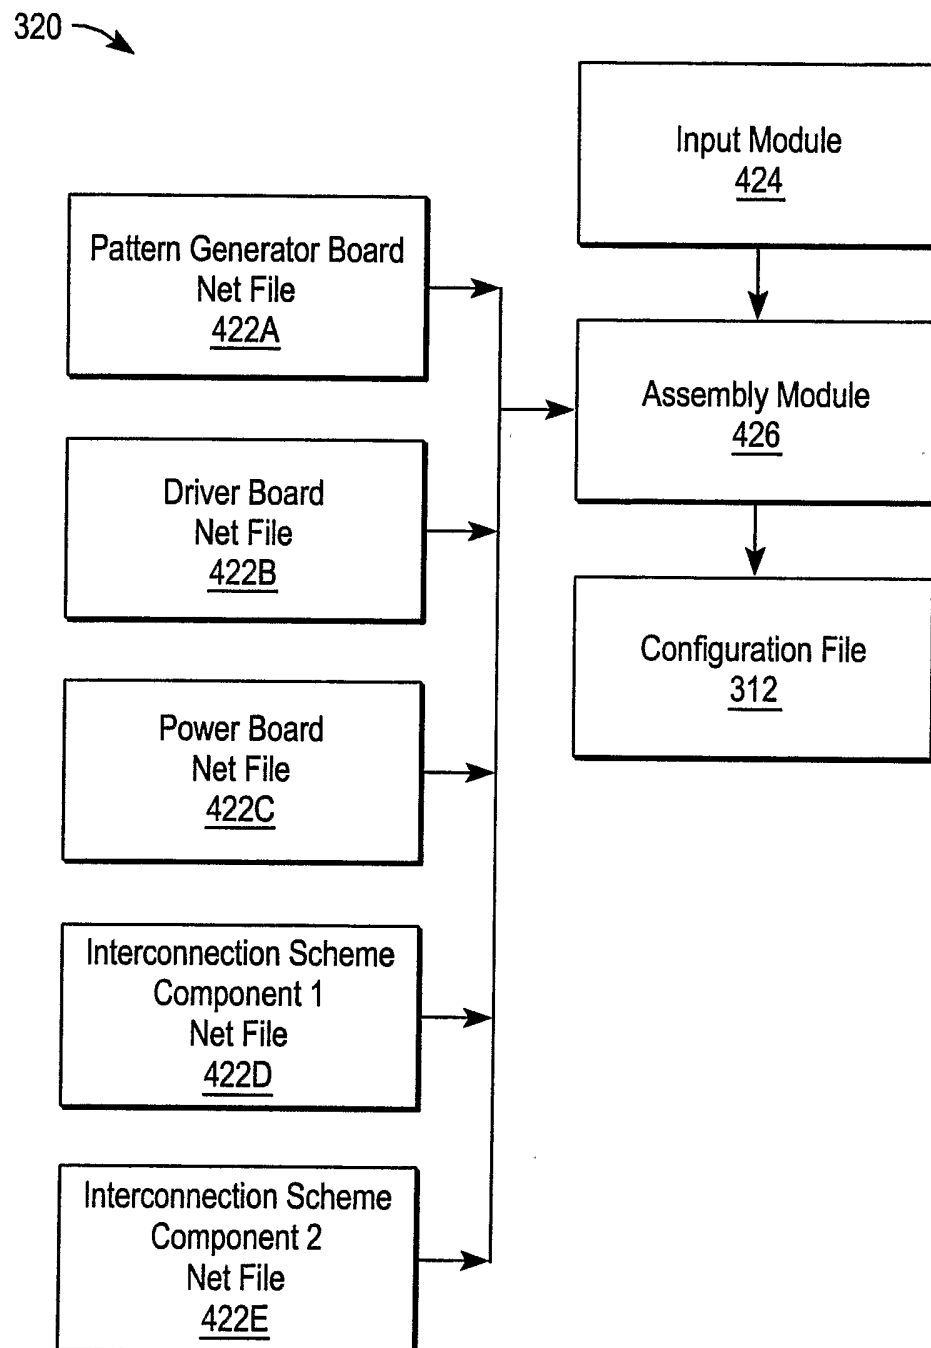 320
Input Module
424
Pattern Generator Board
Net File
422A
Assembly Module
426
Driver Board
Net File
422B
Configuration File
312
Power Board
Net File
422C
Interconnection Scheme
Component 1
Net File
422D
Interconnection Scheme
Component 2
Net File
422E